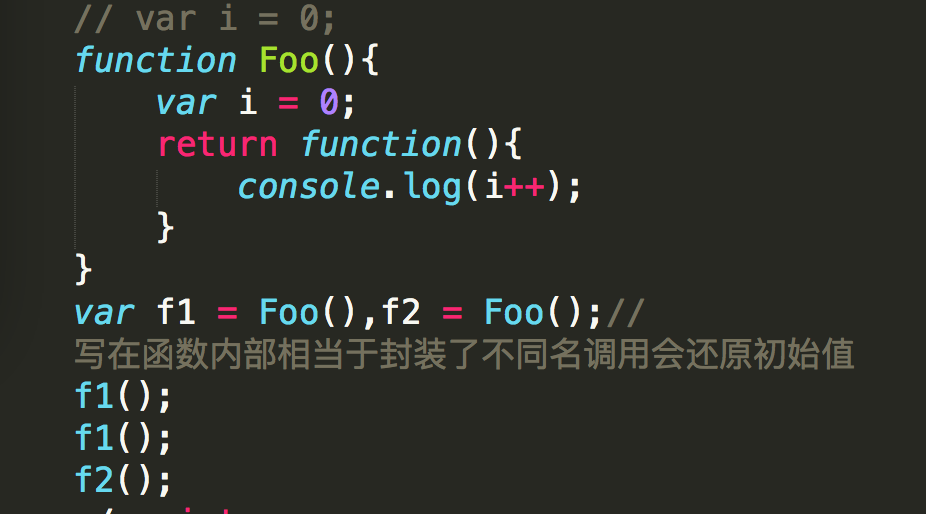 // var i = 0;
function Foo(){
var i = 0;
return function(){
console.log(i++);
}
}
var f1 = Foo(),f2 = Foo();//
写在函数内部相当于封装了不同名调用会还原初始值
f1();
f1();
f2();